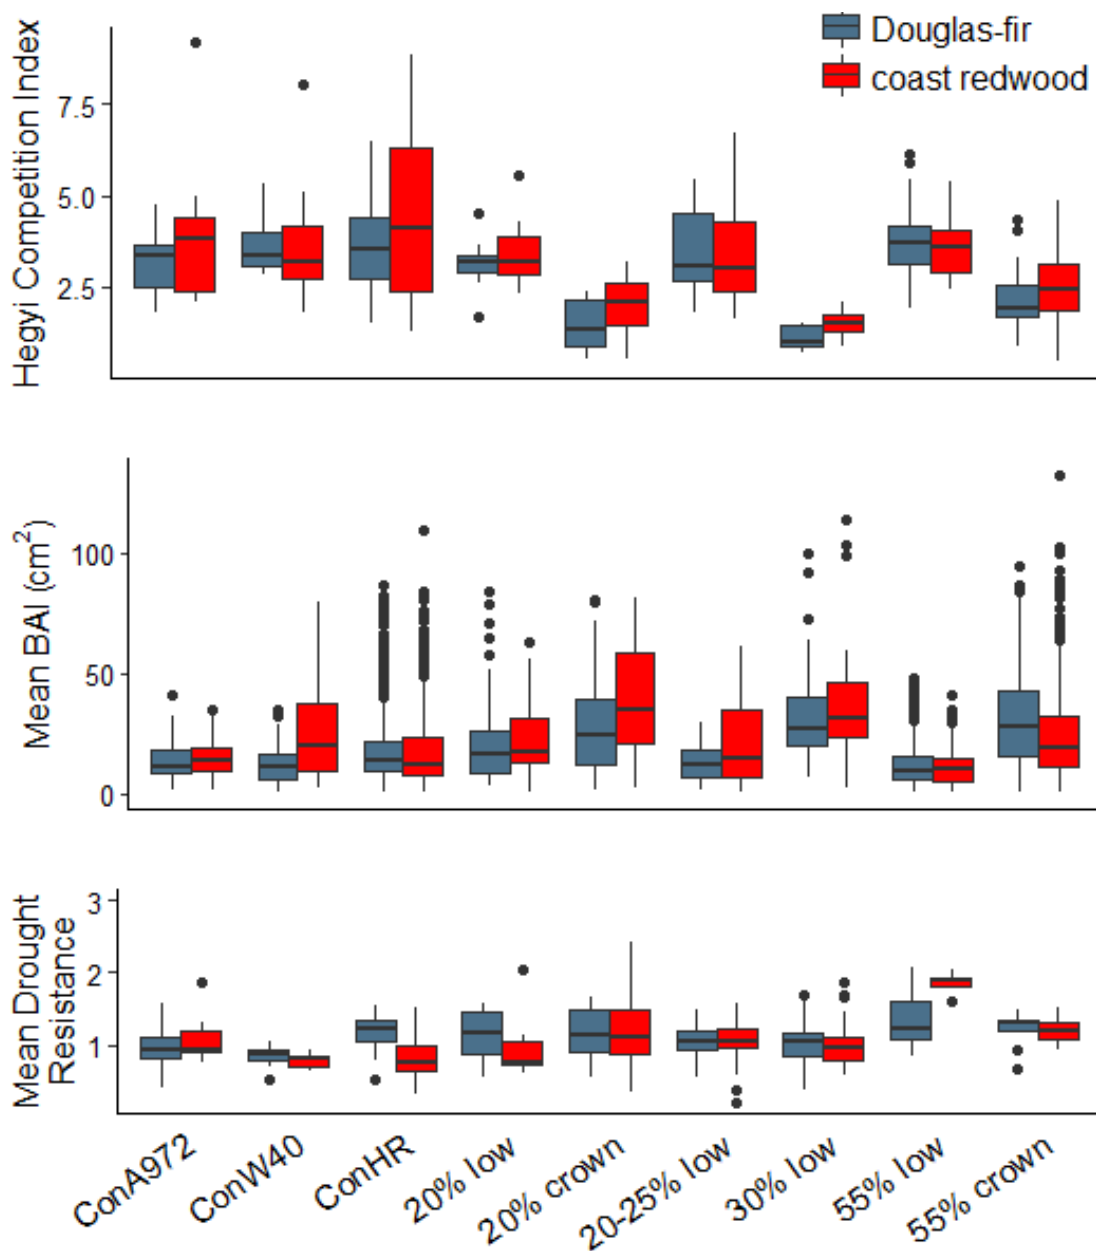 Douglas-fir
coast redwood
Hegyi Competition Index
7.5
5.0
2.5
Mean BAI (cm²)
100
50
0
Mean Drought
Resistance
3
2
1
ConA972
ConW40
ConHR
20% low
20% crown
20-25% low
30% low
55% low
55% crown